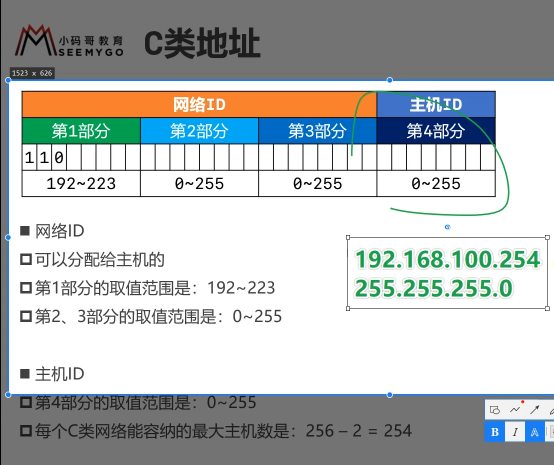 小码哥教育
SEEMYGO
C类地址
1523 x 626
网络ID 主机ID
第1部分 第2部分 第3部分 第4部分
1 1 0
192~223 0~255 0~255 0~255
■ 网络ID
可以分配给主机的
第1部分的取值范围是：192~223
第2、3部分的取值范围是：0~255
192.168.100.254
255.255.255.0
■ 主机ID
第4部分的取值范围是：0~255
每个C类网络能容纳的最大主机数是：256 – 2 = 254
B I A